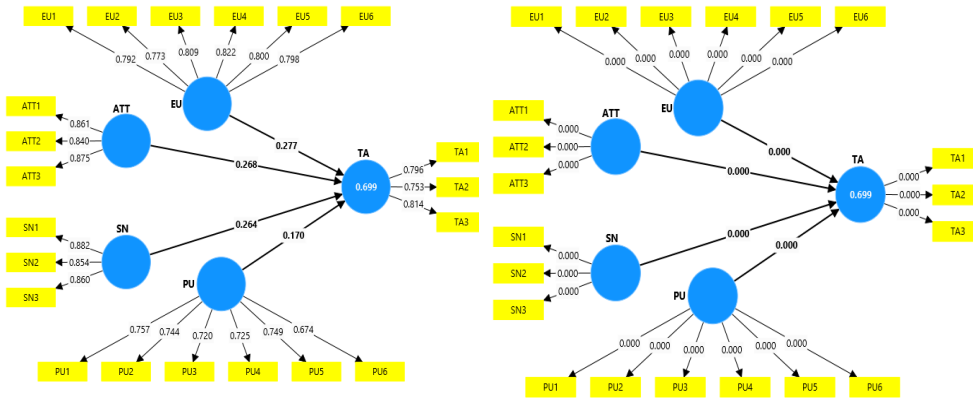 EU1 EU2 EU3 EU4 EU5 EU6
0.792 0.773 0.809 0.822 0.800 0.798
EU
ATT
ATT1
ATT2
ATT3
0.861
0.840
0.875
0.277
0.268
TA
0.699
0.796
0.753
0.814
TA1
TA2
TA3
SN
SN1
SN2
SN3
0.882
0.854
0.860
0.264
0.170
PU
0.757 0.744 0.720 0.725 0.749 0.674
PU1 PU2 PU3 PU4 PU5 PU6
EU1 EU2 EU3 EU4 EU5 EU6
0.000 0.000 0.000 0.000 0.000 0.000
EU
ATT
ATT1
ATT2
ATT3
0.000
0.000
0.000
0.000
0.000
TA
0.699
0.000
0.000
0.000
TA1
TA2
TA3
SN
SN1
SN2
SN3
0.000
0.000
0.000
0.000
0.000
PU
0.000 0.000 0.000 0.000 0.000 0.000
PU1 PU2 PU3 PU4 PU5 PU6